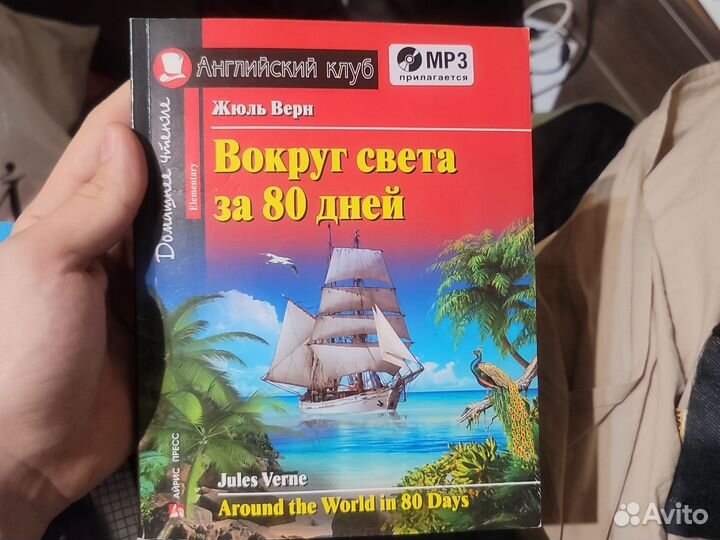 Английский клуб
MP3
прилагается
Домашнее чтение
Elementary
Жюль Верн
Вокруг света
за 80 дней
АЙРИС ПРЕСС
Jules Verne
Around the World in 80 Days
Avito